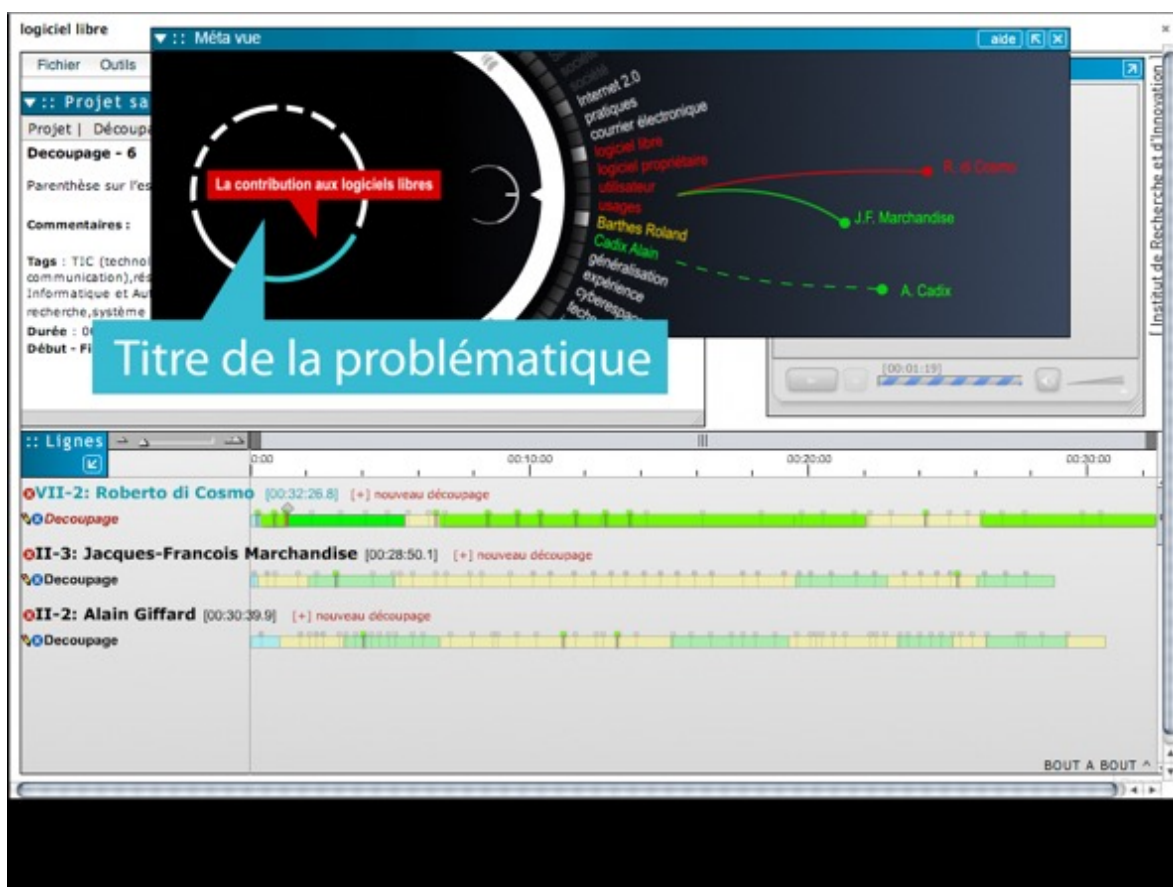 logiciel libre
▼ :: Méta vue
aide
Fichier Outils
▼ :: Projet sa
Projet | Découpa
Decoupage - 6
Parenthèse sur l'es
Commentaires :
Tags : TIC (technol
communication),rés
Informatique et Aut
recherche,système
Durée : 00
Début - Fi
La contribution aux logiciels libres
Titre de la problématique
société
Internet 2.0
pratiques
courrier électronique
logiciel libre
logiciel propriétaire
utilisateur
usages
Barthes Roland
Cadix Alain
généralisation
expérience
cyberespace
R. di Cosmo
J.F. Marchandise
A. Cadix
[ Institut de Recherche et d'Innovation
[00:01:19]
:: Lignes
0:00 00:10:00 00:20:00 00:30:00
VII-2: Roberto di Cosmo [00:32:26.8] [+] nouveau découpage
Decoupage
II-3: Jacques-Francois Marchandise [00:28:50.1] [+] nouveau découpage
Decoupage
II-2: Alain Giffard [00:30:39.9] [+] nouveau découpage
Decoupage
BOUT A BOUT ^